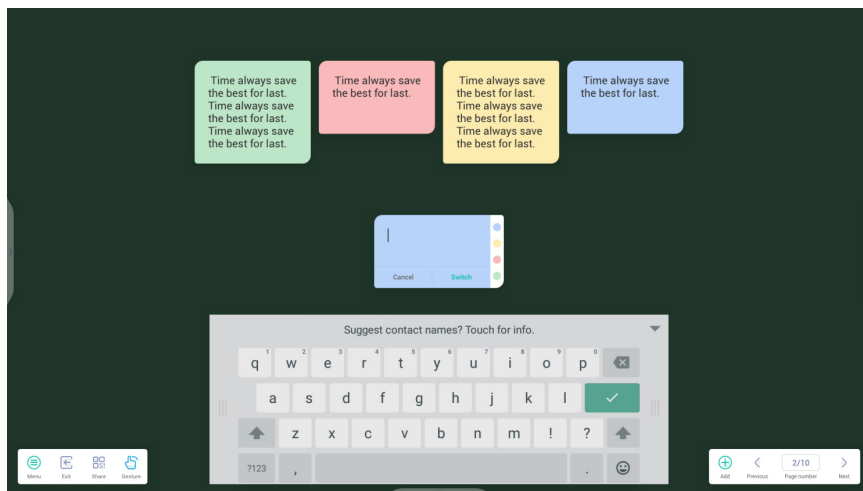 Time always save
the best for last.
Time always save
the best for last.
Time always save
the best for last.
Time always save
the best for last.
Time always save
the best for last.
Time always save
the best for last.
Time always save
the best for last.
Time always save
the best for last.
Cancel Switch
Suggest contact names? Touch for info.
1 2 3 4 5 6 7 8 9 0
q w e r t y u i o p
a s d f g h j k l
z x c v b n m ! ?
?123 , .
2/10
Menu Exit Share Gesture Add Previous Page number Next